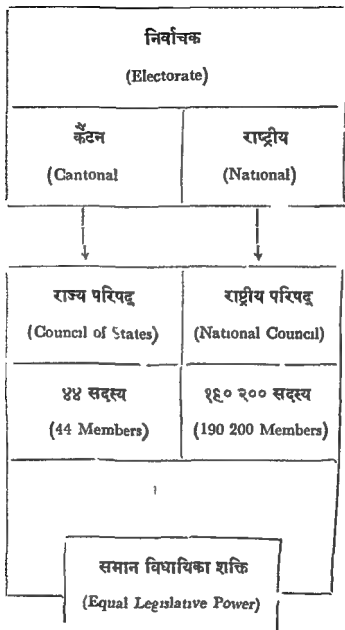 निर्वाचक
(Electorate)
कैंटन राष्ट्रीय
(Cantonal (National)
राज्य परिषद् राष्ट्रीय परिषद्
(Council of States) (National Council)
४४ सदस्य १९० २०० सदस्य
(44 Members) (190 200 Members)
समान विधायिका शक्ति
(Equal Legislative Power)